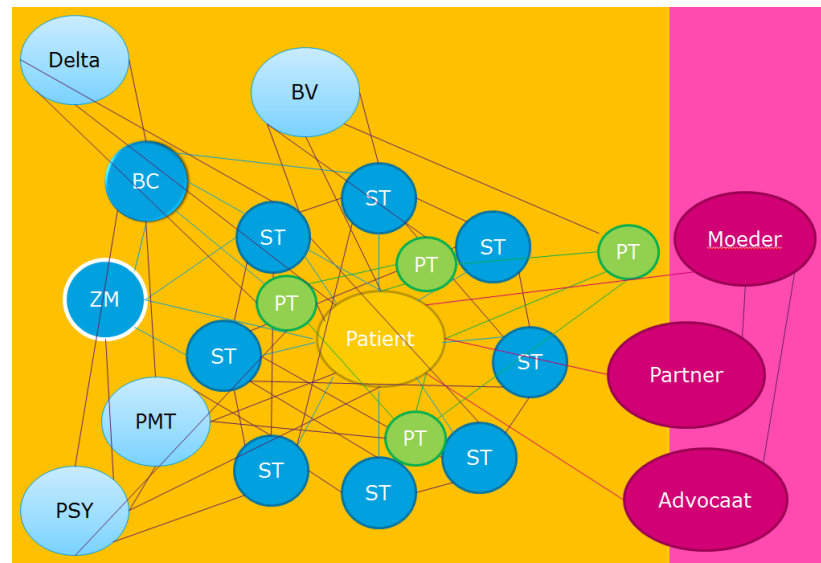 Delta
BV
BC
ST
ST
ST
Moeder
PT
PT
ZM
PT
Patient
ST
ST
Partner
PMT
PT
ST
ST
ST
Advocaat
PSY